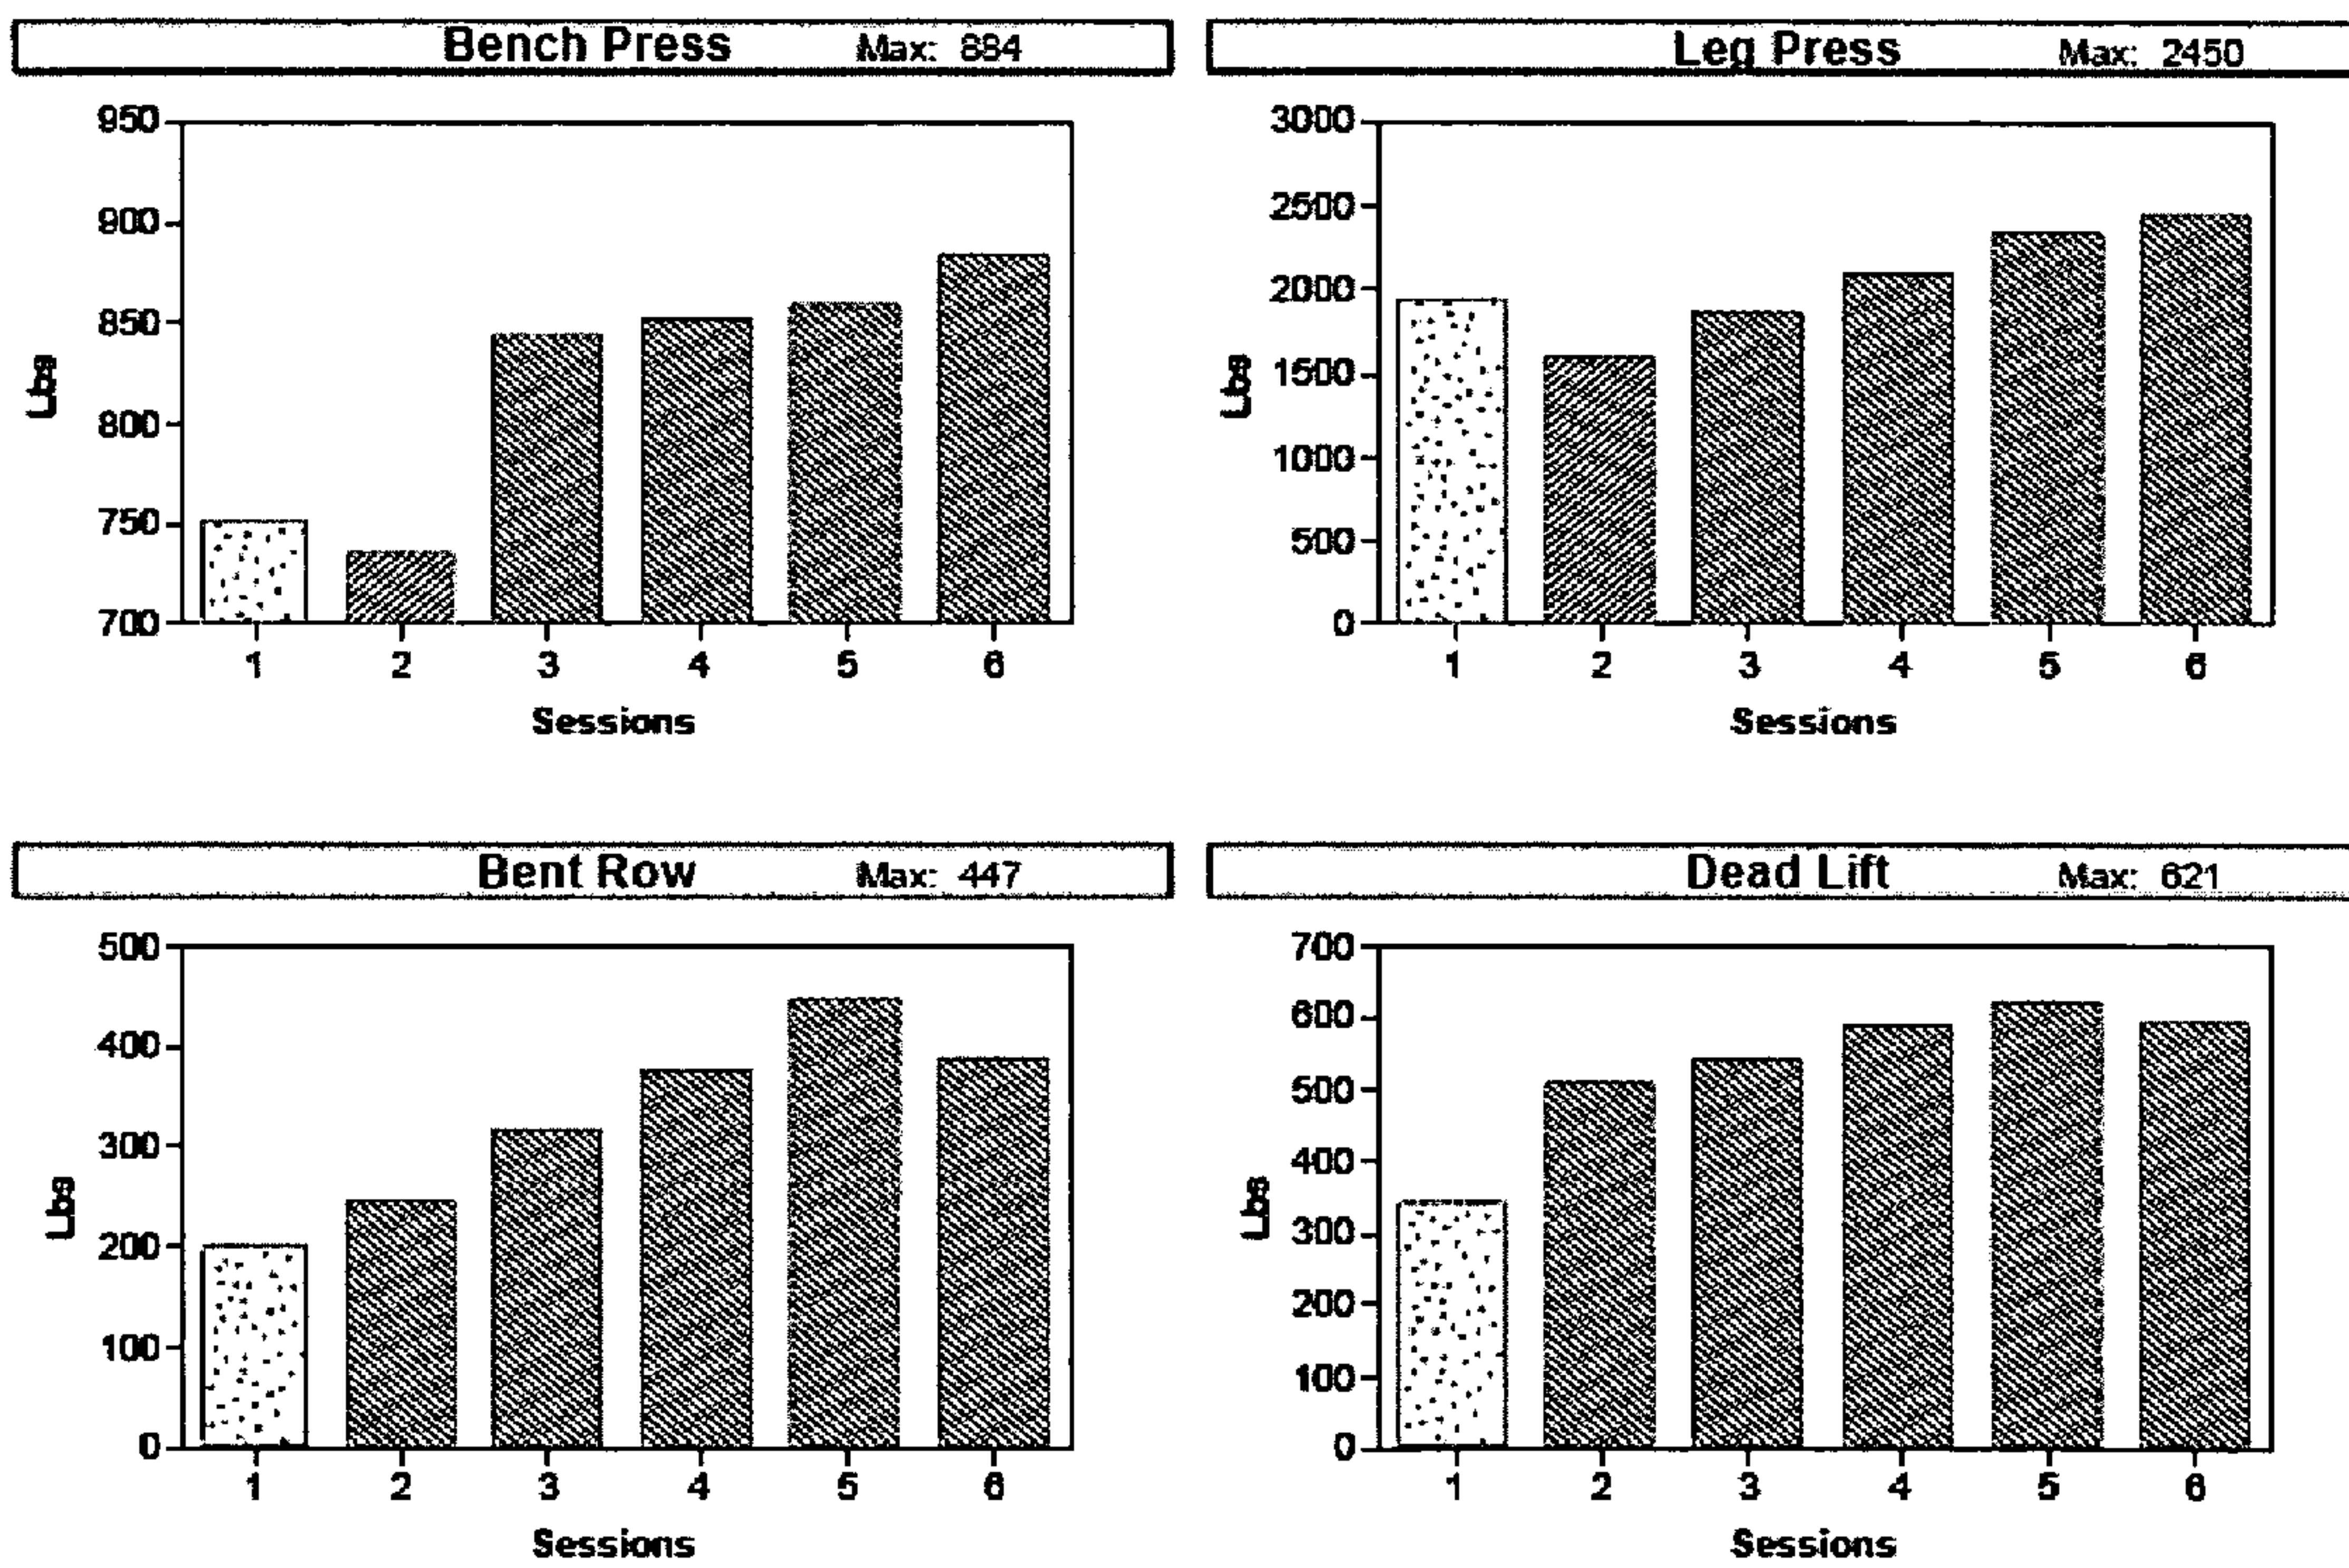 Bench Press Max: 884
950
900
850
800
750
700
Lbs
1 2 3 4 5 6
Sessions
Leg Press Max: 2450
3000
2500
2000
1500
1000
500
0
Lbs
1 2 3 4 5 6
Sessions
Bent Row Max: 447
500
400
300
200
100
0
Lbs
1 2 3 4 5 6
Sessions
Dead Lift Max: 621
700
600
500
400
300
200
100
0
Lbs
1 2 3 4 5 6
Sessions